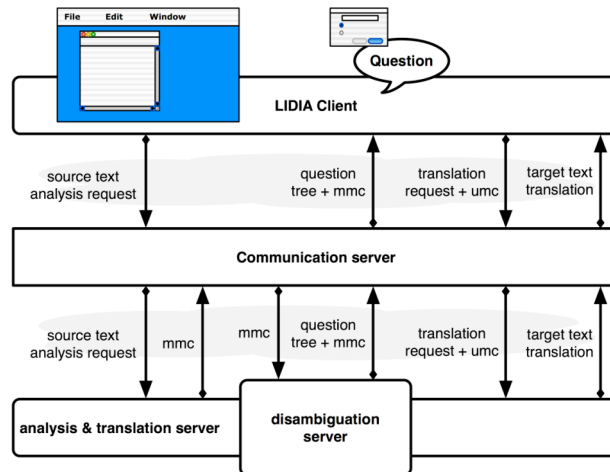 File Edit Window
Question
LIDIA Client
source text
analysis request
question
tree + mmc
translation
request + umc
target text
translation
Communication server
source text
analysis request
mmc
mmc
question
tree + mmc
translation
request + umc
target text
translation
analysis & translation server
disambiguation
server